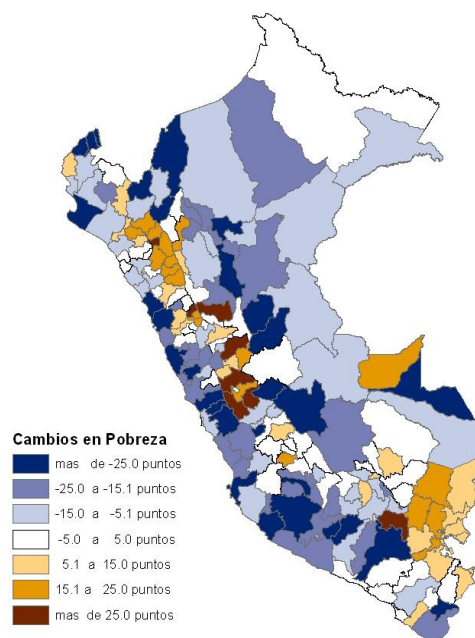 Cambios en Pobreza
mas de -25.0 puntos
-25.0 a -15.1 puntos
-15.0 a -5.1 puntos
-5.0 a 5.0 puntos
5.1 a 15.0 puntos
15.1 a 25.0 puntos
mas de 25.0 puntos